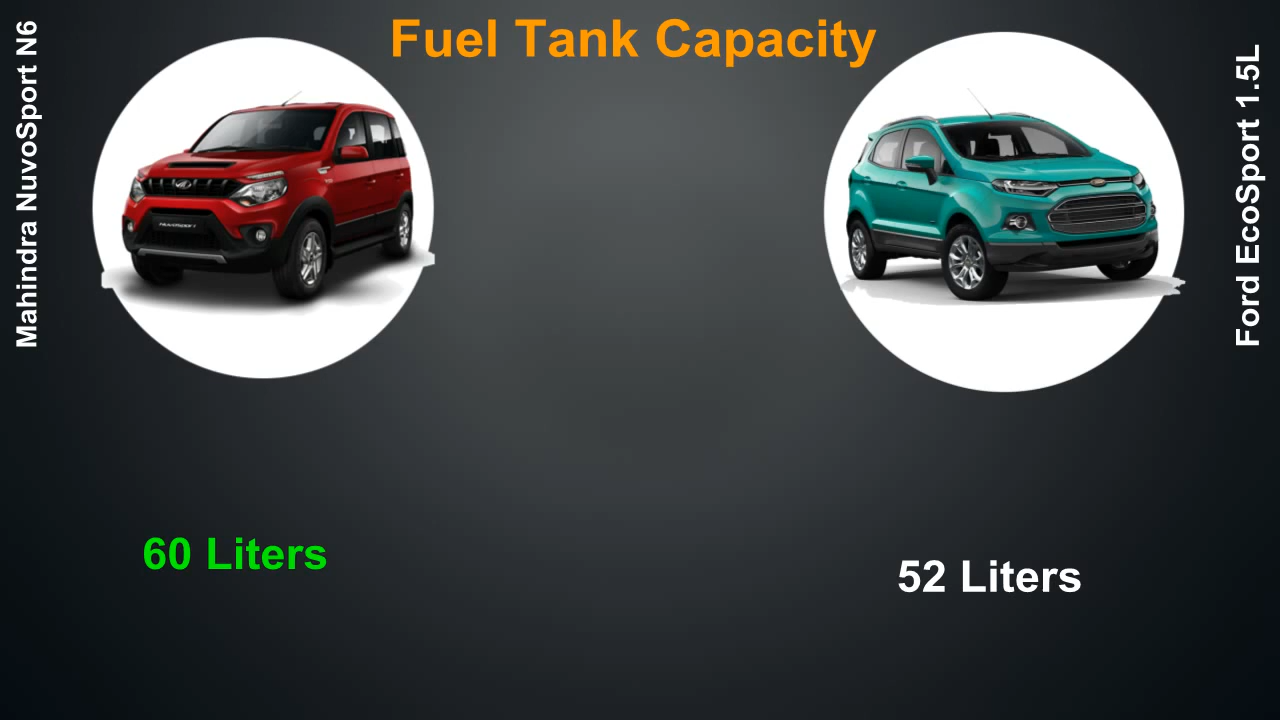 Fuel Tank Capacity
Mahindra NuvoSport N6
Ford EcoSport 1.5L
60 Liters
52 Liters